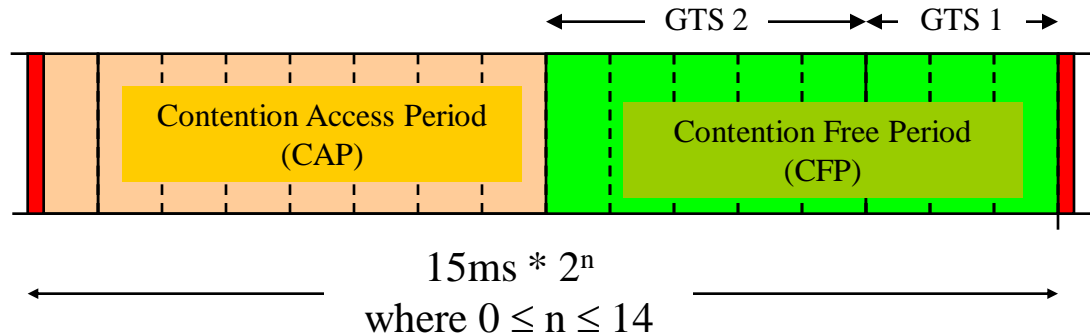 GTS 2
GTS 1
Contention Access Period
(CAP)
Contention Free Period
(CFP)
15ms * 2ⁿ
where 0 ≤ n ≤ 14